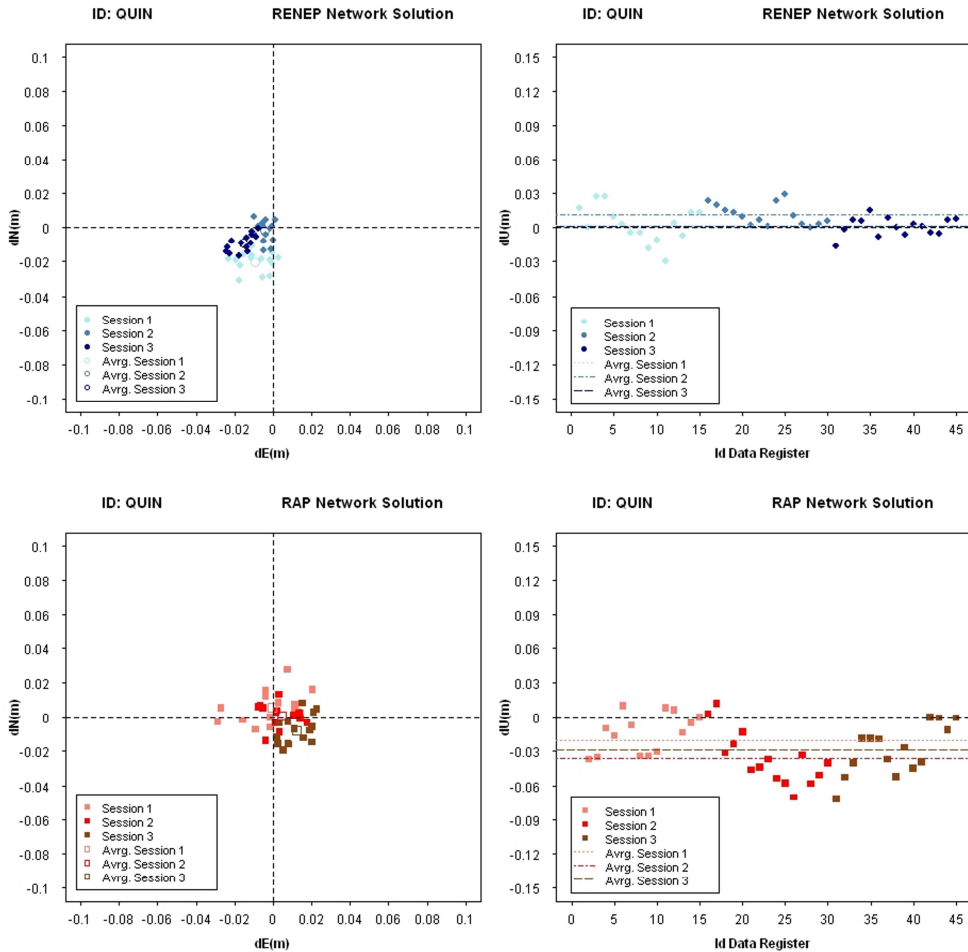 ID: QUIN RENEP Network Solution
0.1
0.08
0.06
0.04
0.02
0
-0.02
-0.04
-0.06
-0.08
-0.1
dN(m)
Session 1
Session 2
Session 3
Avrg. Session 1
Avrg. Session 2
Avrg. Session 3
-0.1 -0.08 -0.06 -0.04 -0.02 0 0.02 0.04 0.06 0.08 0.1
dE(m)
ID: QUIN RENEP Network Solution
0.15
0.12
0.09
0.06
0.03
0
-0.03
-0.06
-0.09
-0.12
-0.15
dU(m)
Session 1
Session 2
Session 3
Avrg. Session 1
Avrg. Session 2
Avrg. Session 3
0 5 10 15 20 25 30 35 40 45
Id Data Register
ID: QUIN RAP Network Solution
0.1
0.08
0.06
0.04
0.02
0
-0.02
-0.04
-0.06
-0.08
-0.1
dN(m)
Session 1
Session 2
Session 3
Avrg. Session 1
Avrg. Session 2
Avrg. Session 3
-0.1 -0.08 -0.06 -0.04 -0.02 0 0.02 0.04 0.06 0.08 0.1
dE(m)
ID: QUIN RAP Network Solution
0.15
0.12
0.09
0.06
0.03
0
-0.03
-0.06
-0.09
-0.12
-0.15
dU(m)
Session 1
Session 2
Session 3
Avrg. Session 1
Avrg. Session 2
Avrg. Session 3
0 5 10 15 20 25 30 35 40 45
Id Data Register